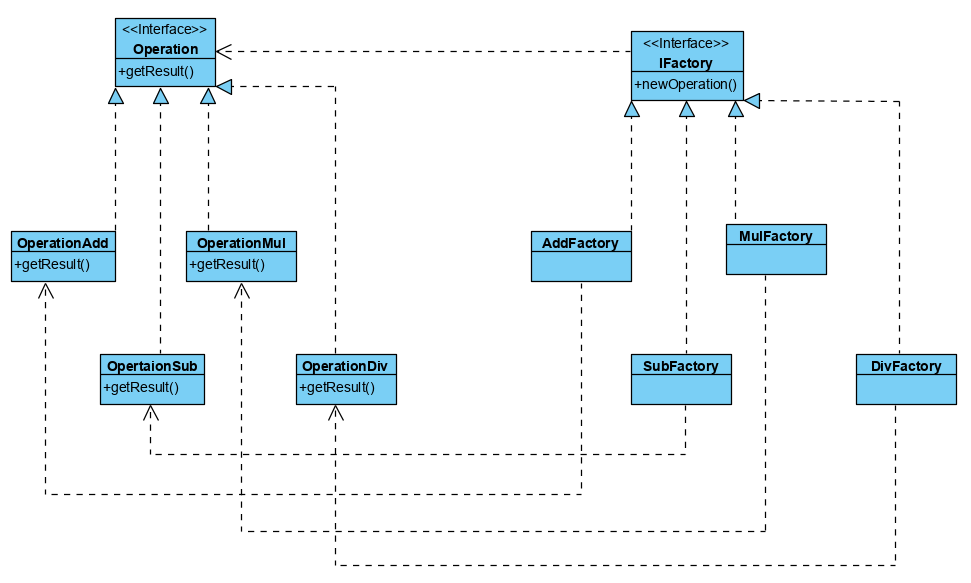 <<Interface>>
Operation
+getResult()
<<Interface>>
IFactory
+newOperation()
OperationAdd
+getResult()
OperationMul
+getResult()
AddFactory
MulFactory
OpertaionSub
+getResult()
OperationDiv
+getResult()
SubFactory
DivFactory